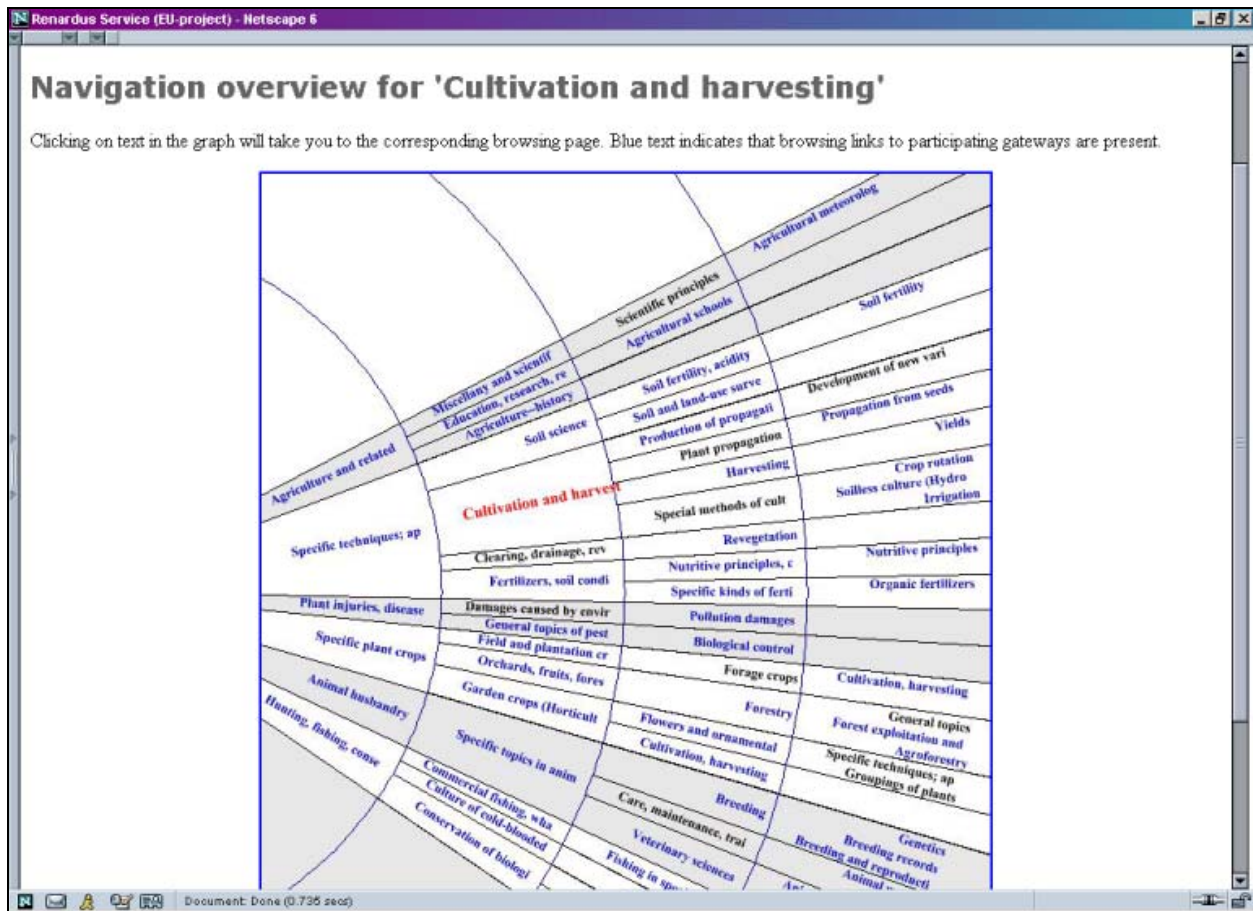 Renardus Service (EU-project) - Netscape 6
Navigation overview for 'Cultivation and harvesting'
Clicking on text in the graph will take you to the corresponding browsing page. Blue text indicates that browsing links to participating gateways are present.
Agriculture and related
Specific techniques; ap
Plant injuries, disease
Specific plant crops
Animal husbandry
Hunting, fishing, conse
Miscellany and scientif
Education, research, re
Agriculture--history
Soil science
Cultivation and harvest
Clearing, drainage, rev
Fertilizers, soil condi
Damages caused by envir
General topics of pest
Field and plantation cr
Orchards, fruits, fores
Garden crops (Horticult
Specific topics in anim
Commercial fishing, wha
Culture of cold-blooded
Conservation of biologi
Scientific principles
Agricultural schools
Soil fertility, acidity
Soil and land-use surve
Production of propagati
Plant propagation
Harvesting
Special methods of cult
Revegetation
Nutritive principles, c
Specific kinds of ferti
Pollution damages
Biological control
Forage crops
Forestry
Flowers and ornamental
Cultivation, harvesting
Breeding
Care, maintenance, trai
Veterinary sciences
Fishing in
Agricultural meteorolog
Soil fertility
Development of new vari
Propagation from seeds
Yields
Crop rotation
Soilless culture (Hydro
Irrigation
Nutritive principles
Organic fertilizers
Cultivation, harvesting
General topics
Forest exploitation and
Agroforestry
Specific techniques; ap
Groupings of plants
Genetics
Breeding records
Breeding and reproducti
Animal
Document: Done (0.736 secs)